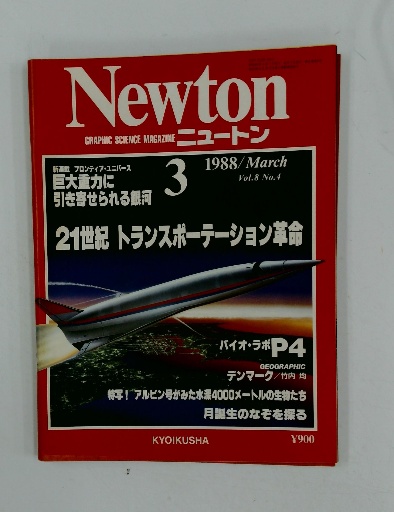 Newton
GRAPHIC SCIENCE MAGAZINE ニュートン
新連載 フロンティア・ユニバース
巨大重力に
引き寄せられる銀河
3
1988/March
Vol.8 No.4
21世紀 トランスポーテーション革命
バイオ・ラボP4
GEOGRAPHIC
デンマーク/竹内 均
特写! アルビン号がみた水深4000メートルの生物たち
月誕生のなぞを探る
KYOIKUSHA
¥900